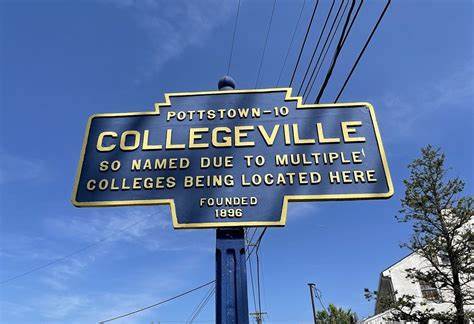 POTTSTOWN-10
COLLEGEVILLE
SO NAMED DUE TO MULTIPLE
COLLEGES BEING LOCATED HERE
FOUNDED
1896